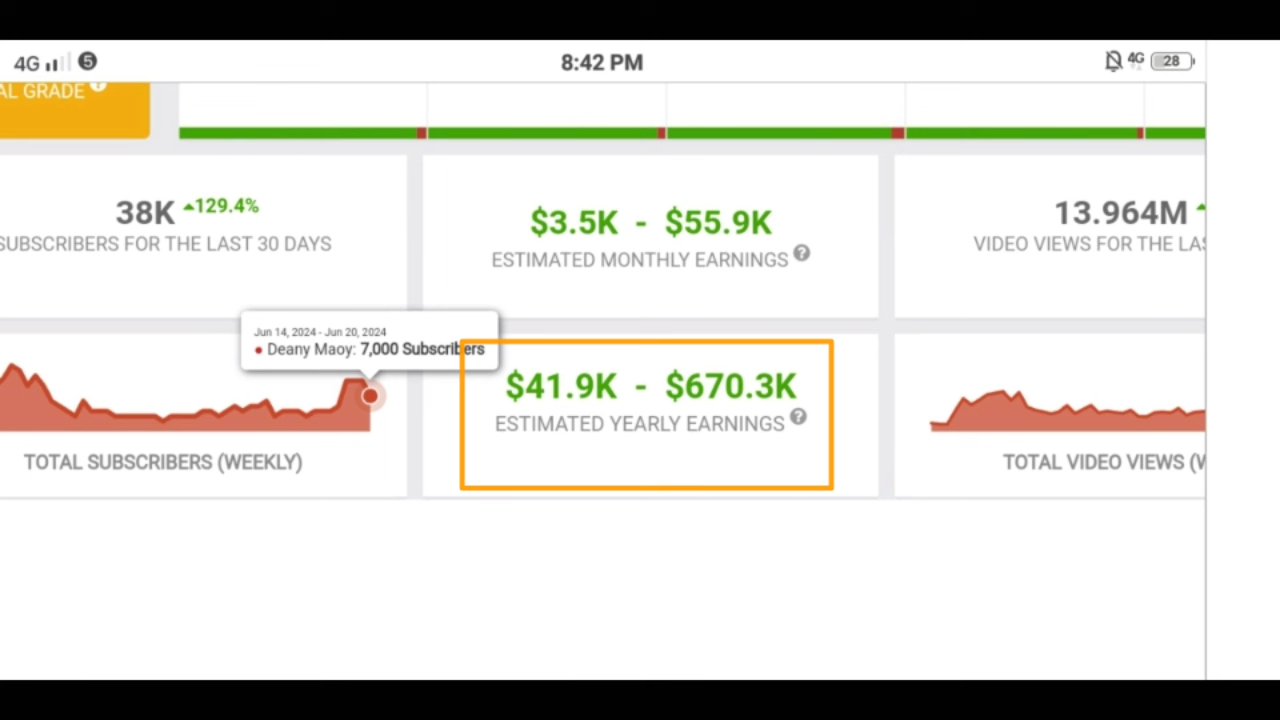 4G 5 8:42 PM 4G 28
AL GRADE ?
38K 129.4%
SUBSCRIBERS FOR THE LAST 30 DAYS
$3.5K - $55.9K
ESTIMATED MONTHLY EARNINGS ?
13.964M
VIDEO VIEWS FOR THE LAS
Jun 14, 2024 - Jun 20, 2024
Deany Maoy: 7,000 Subscribers
TOTAL SUBSCRIBERS (WEEKLY)
$41.9K - $670.3K
ESTIMATED YEARLY EARNINGS ?
TOTAL VIDEO VIEWS (W